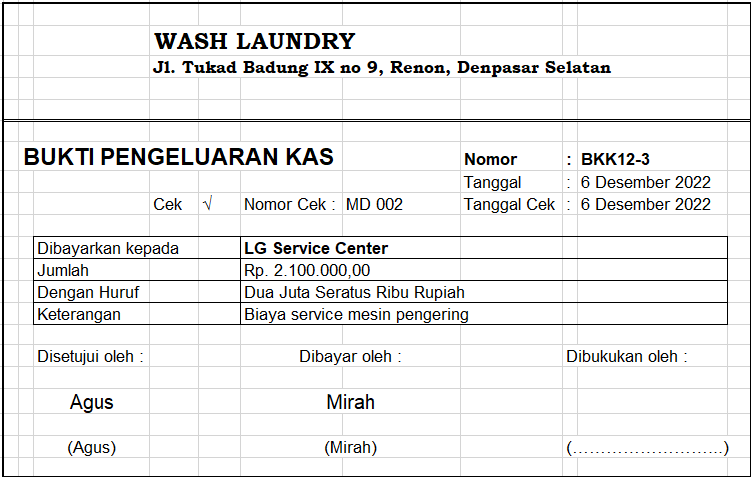 WASH LAUNDRY
Jl. Tukad Badung IX no 9, Renon, Denpasar Selatan
BUKTI PENGELUARAN KAS Nomor : BKK12-3
Tanggal : 6 Desember 2022
Cek √ Nomor Cek : MD 002 Tanggal Cek : 6 Desember 2022
Dibayarkan kepada LG Service Center
Jumlah Rp. 2.100.000,00
Dengan Huruf Dua Juta Seratus Ribu Rupiah
Keterangan Biaya service mesin pengering
Disetujui oleh : Dibayar oleh : Dibukukan oleh :
Agus Mirah
(Agus) (Mirah) (……………………...)